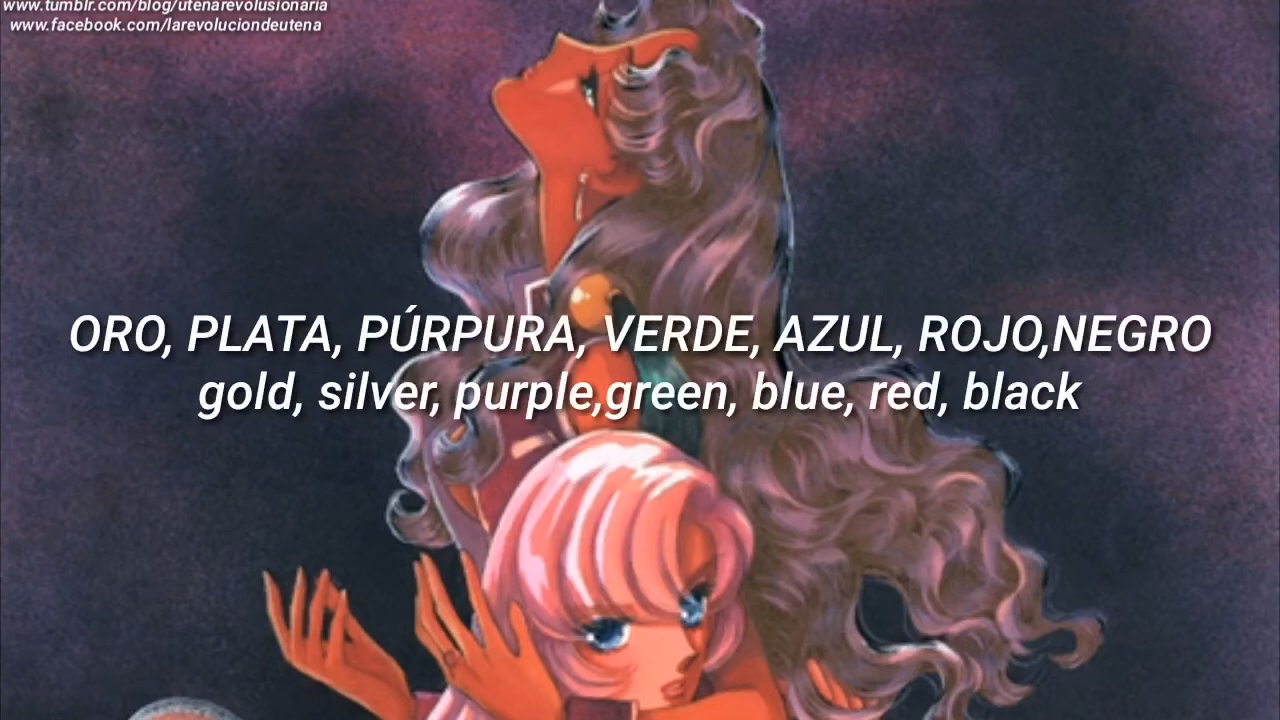 www.tumblr.com/blog/utenarevolusionaria
www.facebook.com/larevoluciondeutena
ORO, PLATA, PÚRPURA, VERDE, AZUL, ROJO,NEGRO
gold, silver, purple,green, blue, red, black